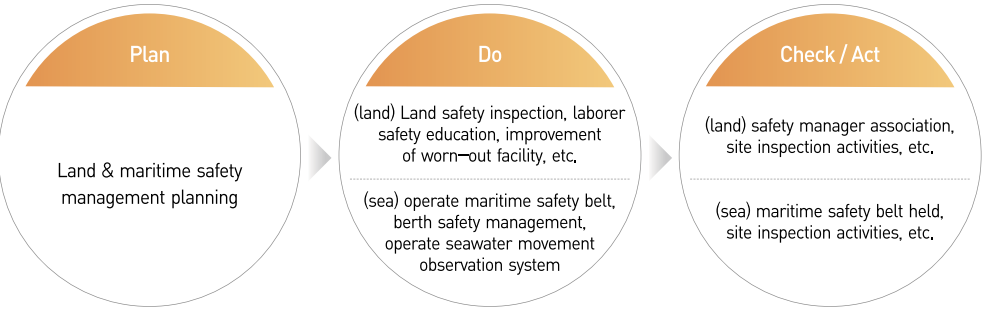 Plan
Land & maritime safety
management planning
Do
(land) Land safety inspection, laborer
safety education, improvement
of worn-out facility, etc.
(sea) operate maritime safety belt,
berth safety management,
operate seawater movement
observation system
Check / Act
(land) safety manager association,
site inspection activities, etc.
(sea) maritime safety belt held,
site inspection activities, etc.